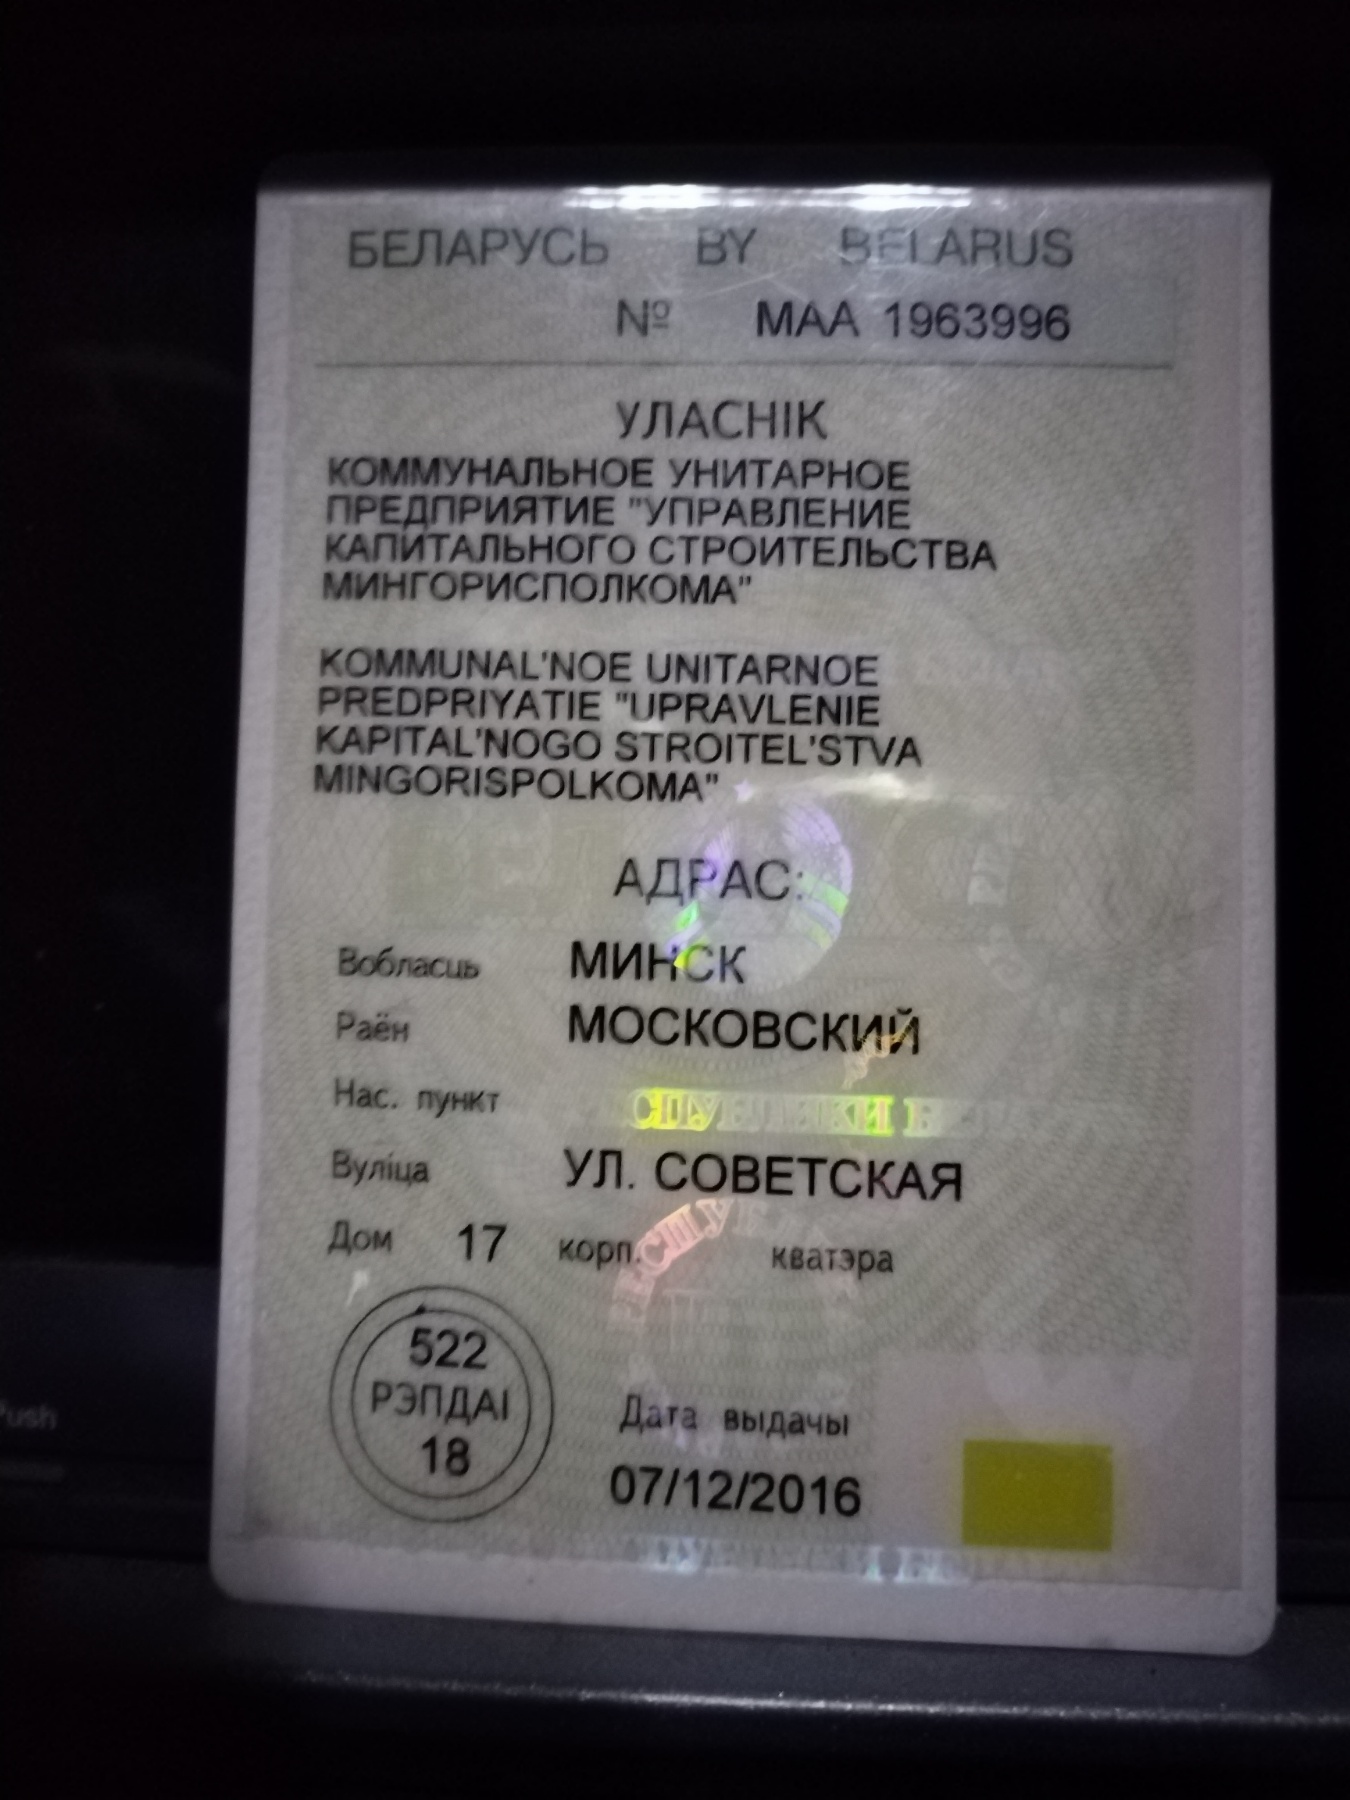 БЕЛАРУСЬ BY BELARUS
№ МАА 1963996
УЛАСНІК
КОММУНАЛЬНОЕ УНИТАРНОЕ
ПРЕДПРИЯТИЕ "УПРАВЛЕНИЕ
КАПИТАЛЬНОГО СТРОИТЕЛЬСТВА
МИНГОРИСПОЛКОМА"
KOMMUNAL'NOE UNITARNOE
PREDPRIYATIE "UPRAVLENIE
KAPITAL'NOGO STROITEL'STVA
MINGORISPOLKOMA"
АДРАС:
Вобласць МИНСК
Раён МОСКОВСКИЙ
Нас. пункт
Вуліца УЛ. СОВЕТСКАЯ
Дом 17 корп. кватэра
522
РЭПДАІ
18
Дата выдачы
07/12/2016
Push